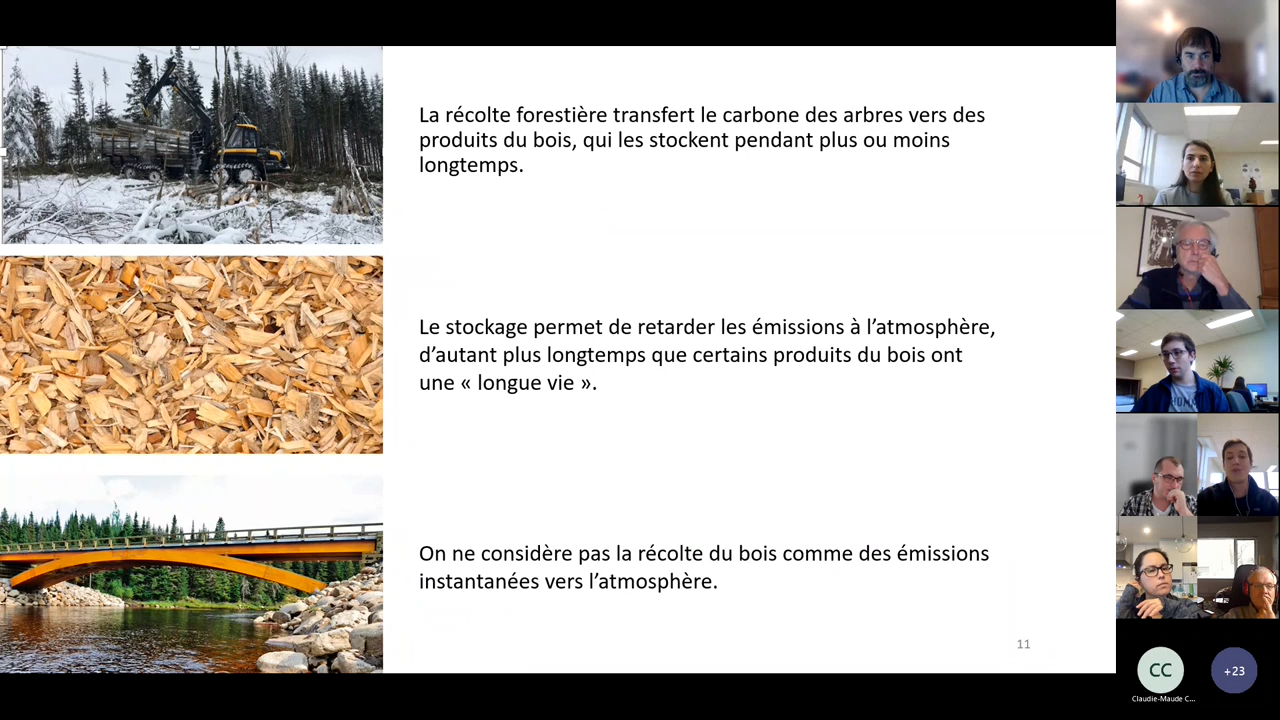 La récolte forestière transfert le carbone des arbres vers des
produits du bois, qui les stockent pendant plus ou moins
longtemps.
Le stockage permet de retarder les émissions à l’atmosphère,
d’autant plus longtemps que certains produits du bois ont
une « longue vie ».
On ne considère pas la récolte du bois comme des émissions
instantanées vers l’atmosphère.
11
CC
+23
Claudie-Maude C...